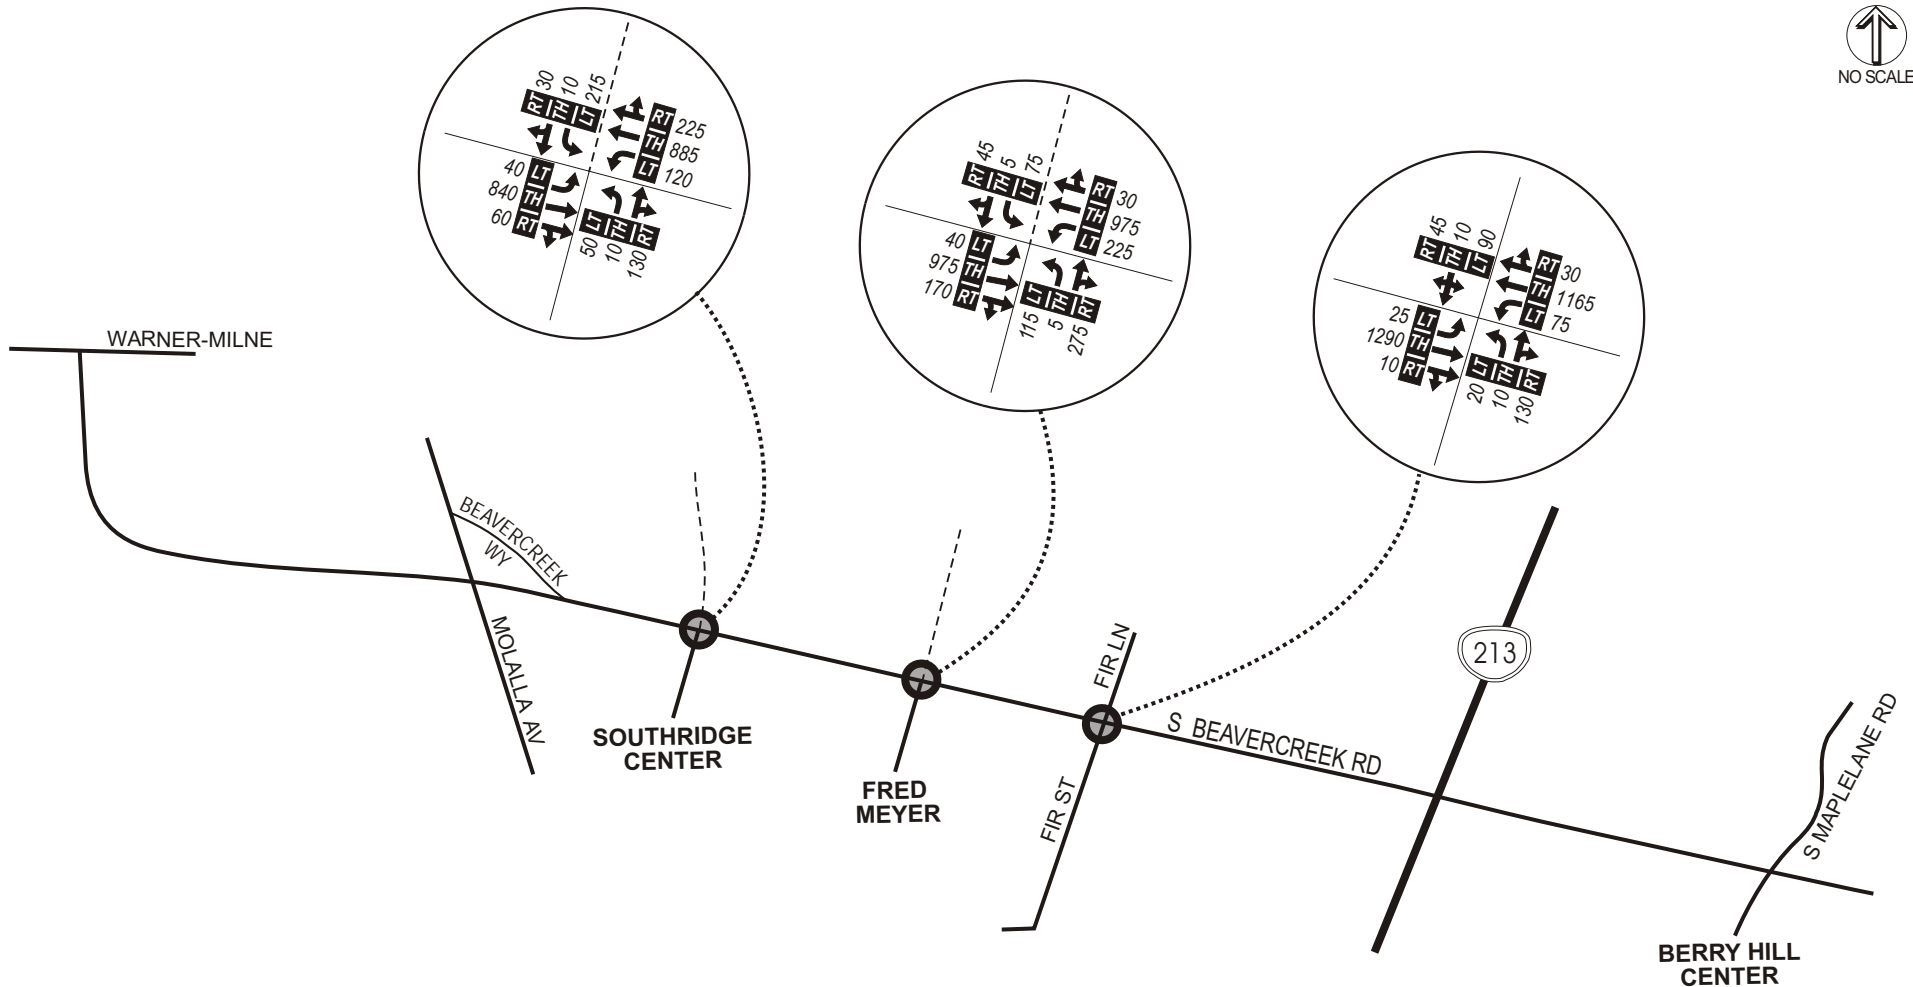 NO SCALE
RT TH LT
30 10 215
RT 225
TH 885
LT 120
40 LT
840 TH
60 RT
LT TH RT
50 10 130
RT TH LT
45 5 75
RT 30
TH 975
LT 225
40 LT
975 TH
170 RT
LT TH RT
115 5 275
RT TH LT
45 10 90
RT 30
TH 1165
LT 75
25 LT
1290 TH
10 RT
LT TH RT
20 10 130
WARNER-MILNE
BEAVERCREEK
WY
MOLALLA AV
SOUTHRIDGE
CENTER
FRED
MEYER
FIR LN
FIR ST
S BEAVERCREEK RD
213
S MAPLELANE RD
BERRY HILL
CENTER